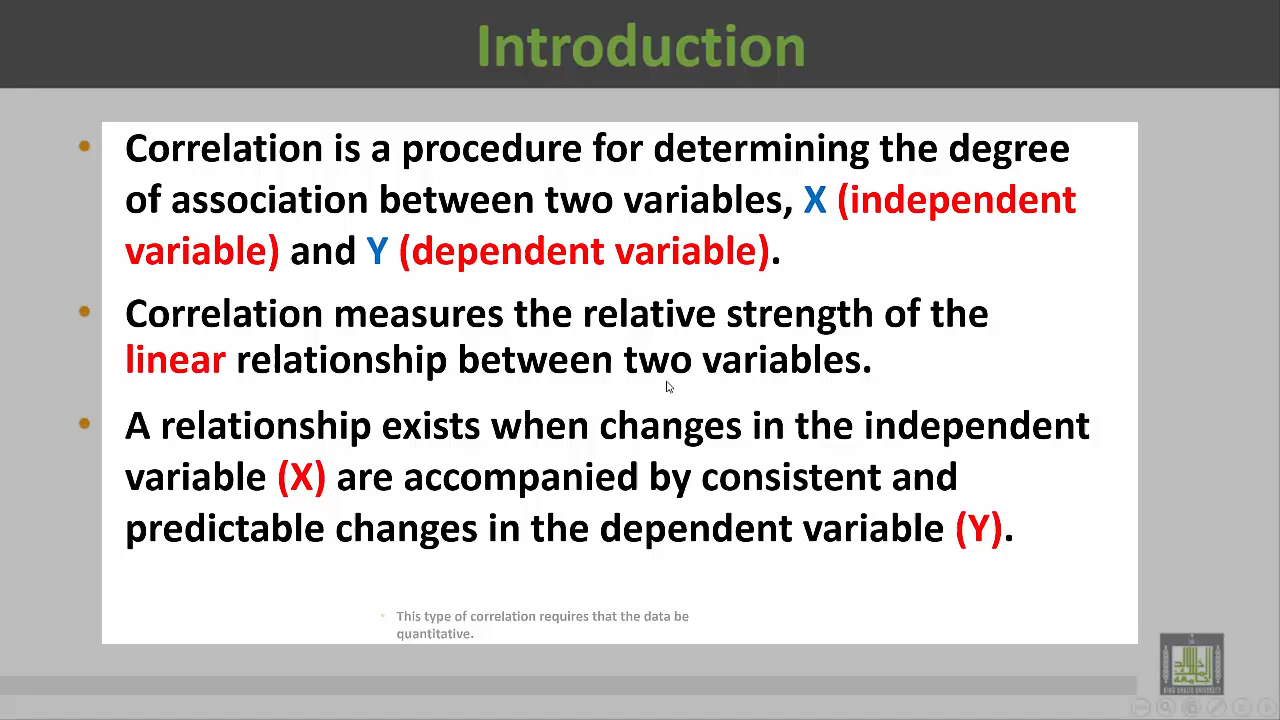 Introduction
• Correlation is a procedure for determining the degree
of association between two variables, X (independent
variable) and Y (dependent variable).
• Correlation measures the relative strength of the
linear relationship between two variables.
• A relationship exists when changes in the independent
variable (X) are accompanied by consistent and
predictable changes in the dependent variable (Y).
• This type of correlation requires that the data be
quantitative.
KING KHALID UNIVERSITY